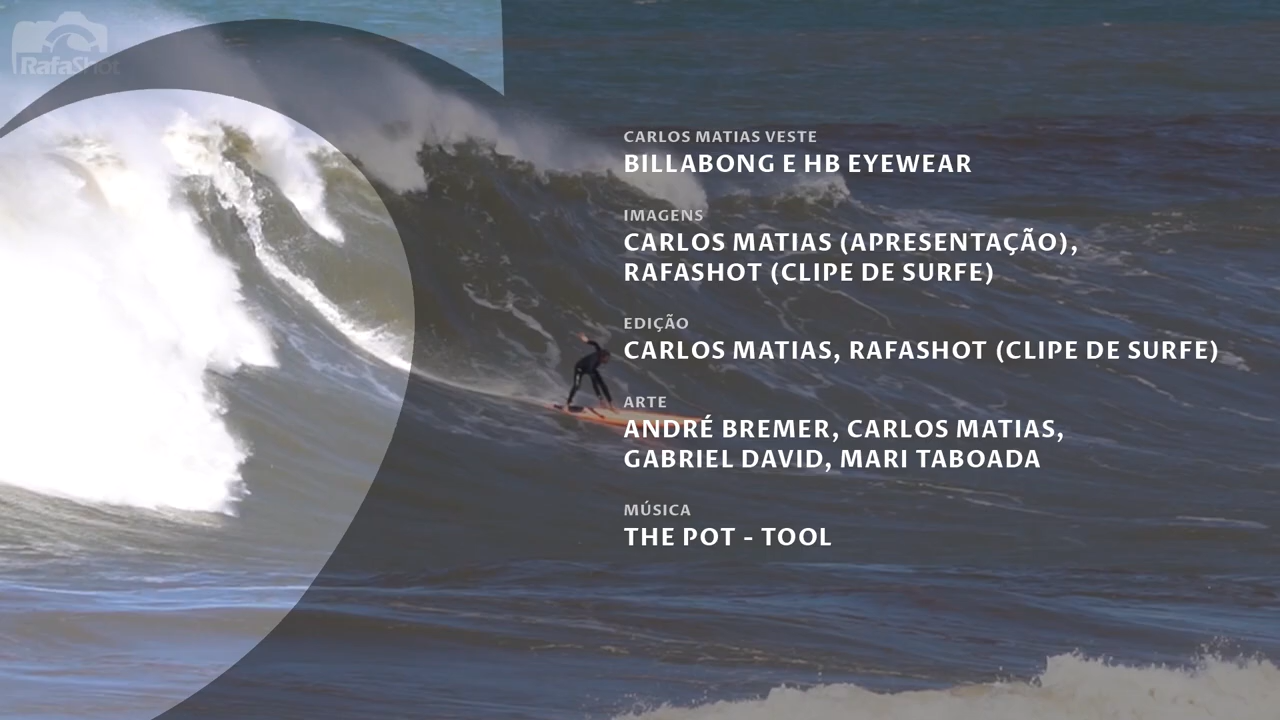 RafaShot
CARLOS MATIAS VESTE
BILLABONG E HB EYEWEAR
IMAGENS
CARLOS MATIAS (APRESENTAÇÃO),
RAFASHOT (CLIPE DE SURFE)
EDIÇÃO
CARLOS MATIAS, RAFASHOT (CLIPE DE SURFE)
ARTE
ANDRÉ BREMER, CARLOS MATIAS,
GABRIEL DAVID, MARI TABOADA
MÚSICA
THE POT - TOOL